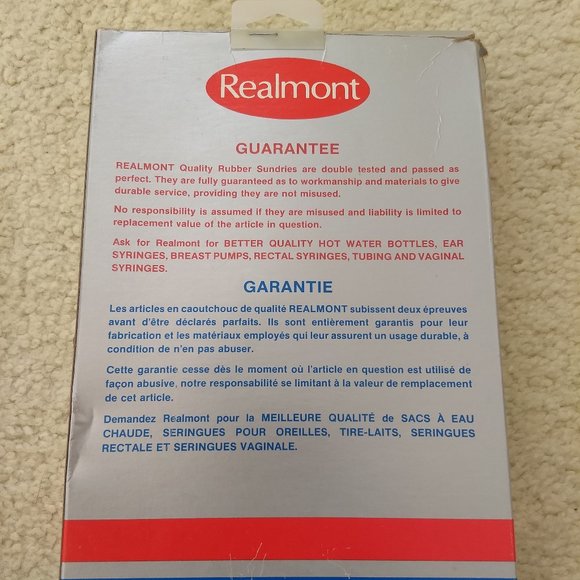 Realmont
GUARANTEE
REALMONT Quality Rubber Sundries are double tested and passed as
perfect. They are fully guaranteed as to workmanship and materials to give
durable service, providing they are not misused.
No responsibility is assumed if they are misused and liability is limited to
replacement value of the article in question.
Ask for Realmont for BETTER QUALITY HOT WATER BOTTLES, EAR
SYRINGES, BREAST PUMPS, RECTAL SYRINGES, TUBING AND VAGINAL
SYRINGES.
GARANTIE
Les articles en caoutchouc de qualité REALMONT subissent deux épreuves
avant d'être déclarés parfaits. Ils sont entièrement garantis pour leur
fabrication et les matériaux employés qui leur assurent un usage durable, à
condition de n'en pas abuser.
Cette garantie cesse dès le moment où l'article en question est utilisé de
façon abusive, notre responsabilité se limitant à la valeur de remplacement
de cet article.
Demandez Realmont pour la MEILLEURE QUALITÉ de SACS À EAU
CHAUDE, SERINGUES POUR OREILLES, TIRE-LAITS, SERINGUES
RECTALE ET SERINGUES VAGINALE.